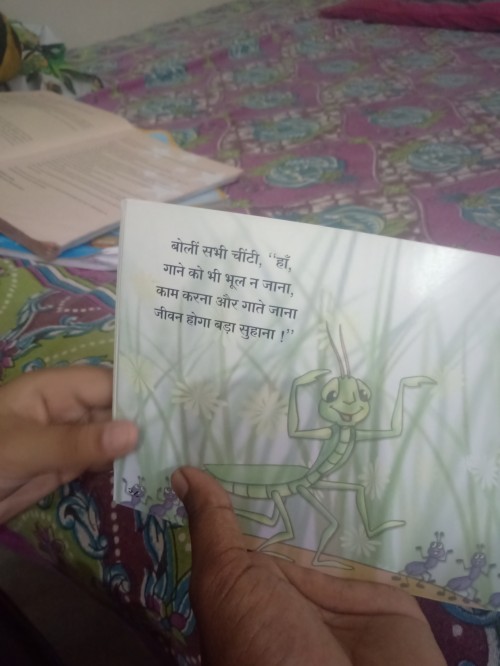 बोलीं सभी चींटी, “हाँ,
गाने को भी भूल न जाना,
काम करना और गाते जाना
जीवन होगा बड़ा सुहाना !”